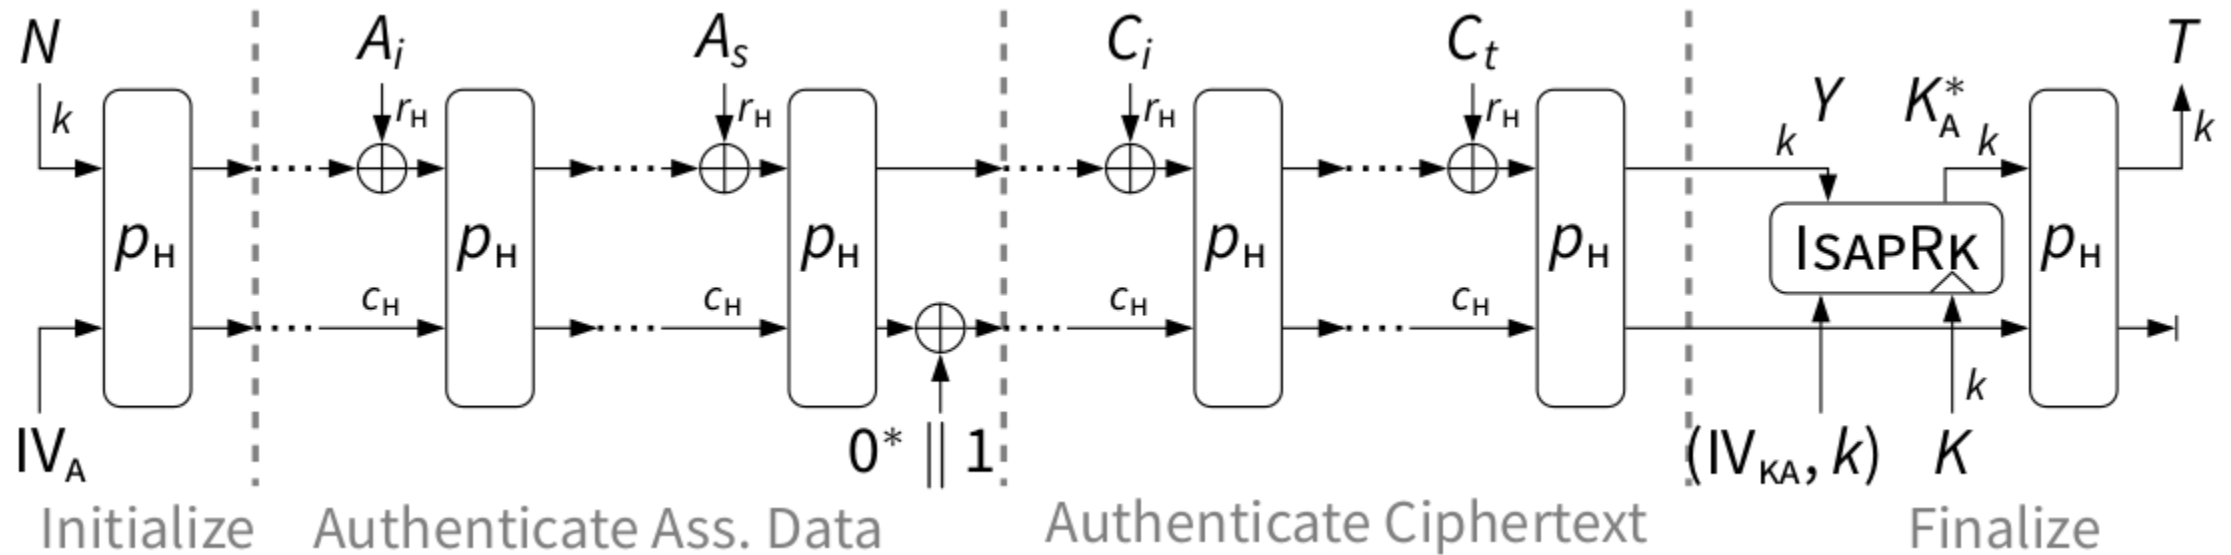 N A_i A_s C_i C_t T
k r_H r_H r_H r_H k Y K*_A k k
p_H p_H p_H p_H p_H ISAPRK p_H
c_H c_H c_H c_H k
IV_A 0* || 1 (IV_KA, k) K
Initialize Authenticate Ass. Data Authenticate Ciphertext Finalize